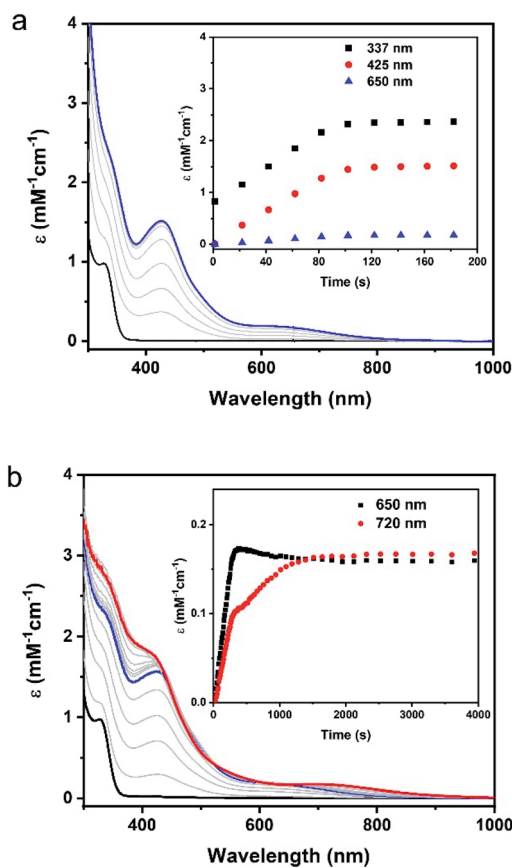 a
337 nm
425 nm
650 nm
ε (mM⁻¹cm⁻¹)
4
3
2
1
0
ε (mM⁻¹cm⁻¹)
4
3
2
1
0
0 40 80 120 160 200
Time (s)
400 600 800 1000
Wavelength (nm)
b
650 nm
720 nm
ε (mM⁻¹cm⁻¹)
4
3
2
1
0
ε (mM⁻¹cm⁻¹)
0.2
0.1
0.0
0 1000 2000 3000 4000
Time (s)
400 600 800 1000
Wavelength (nm)